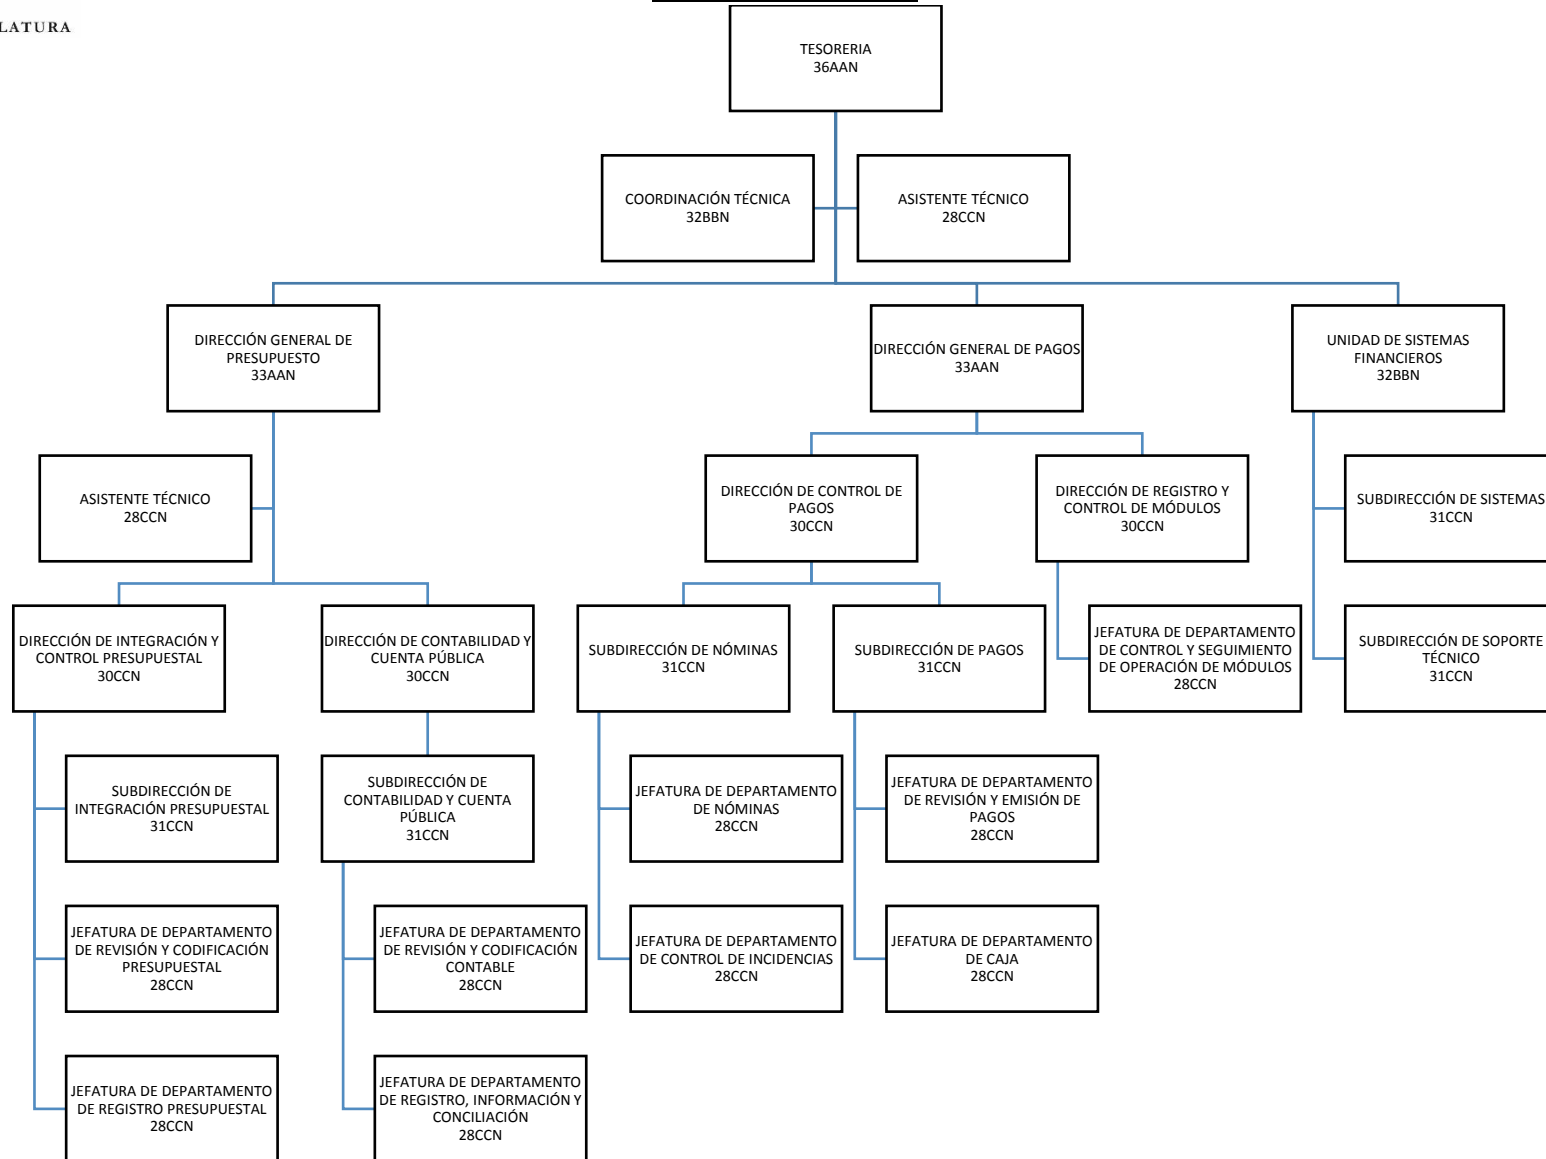 LATURA
TESORERIA
36AAN
COORDINACIÓN TÉCNICA
32BBN
ASISTENTE TÉCNICO
28CCN
DIRECCIÓN GENERAL DE
PRESUPUESTO
33AAN
DIRECCIÓN GENERAL DE PAGOS
33AAN
UNIDAD DE SISTEMAS
FINANCIEROS
32BBN
ASISTENTE TÉCNICO
28CCN
DIRECCIÓN DE CONTROL DE
PAGOS
30CCN
DIRECCIÓN DE REGISTRO Y
CONTROL DE MÓDULOS
30CCN
SUBDIRECCIÓN DE SISTEMAS
31CCN
DIRECCIÓN DE INTEGRACIÓN Y
CONTROL PRESUPUESTAL
30CCN
DIRECCIÓN DE CONTABILIDAD Y
CUENTA PÚBLICA
30CCN
SUBDIRECCIÓN DE NÓMINAS
31CCN
SUBDIRECCIÓN DE PAGOS
31CCN
JEFATURA DE DEPARTAMENTO
DE CONTROL Y SEGUIMIENTO
DE OPERACIÓN DE MÓDULOS
28CCN
SUBDIRECCIÓN DE SOPORTE
TÉCNICO
31CCN
SUBDIRECCIÓN DE
INTEGRACIÓN PRESUPUESTAL
31CCN
SUBDIRECCIÓN DE
CONTABILIDAD Y CUENTA
PÚBLICA
31CCN
JEFATURA DE DEPARTAMENTO
DE NÓMINAS
28CCN
JEFATURA DE DEPARTAMENTO
DE REVISIÓN Y EMISIÓN DE
PAGOS
28CCN
JEFATURA DE DEPARTAMENTO
DE REVISIÓN Y CODIFICACIÓN
PRESUPUESTAL
28CCN
JEFATURA DE DEPARTAMENTO
DE REVISIÓN Y CODIFICACIÓN
CONTABLE
28CCN
JEFATURA DE DEPARTAMENTO
DE CONTROL DE INCIDENCIAS
28CCN
JEFATURA DE DEPARTAMENTO
DE CAJA
28CCN
JEFATURA DE DEPARTAMENTO
DE REGISTRO PRESUPUESTAL
28CCN
JEFATURA DE DEPARTAMENTO
DE REGISTRO, INFORMACIÓN Y
CONCILIACIÓN
28CCN